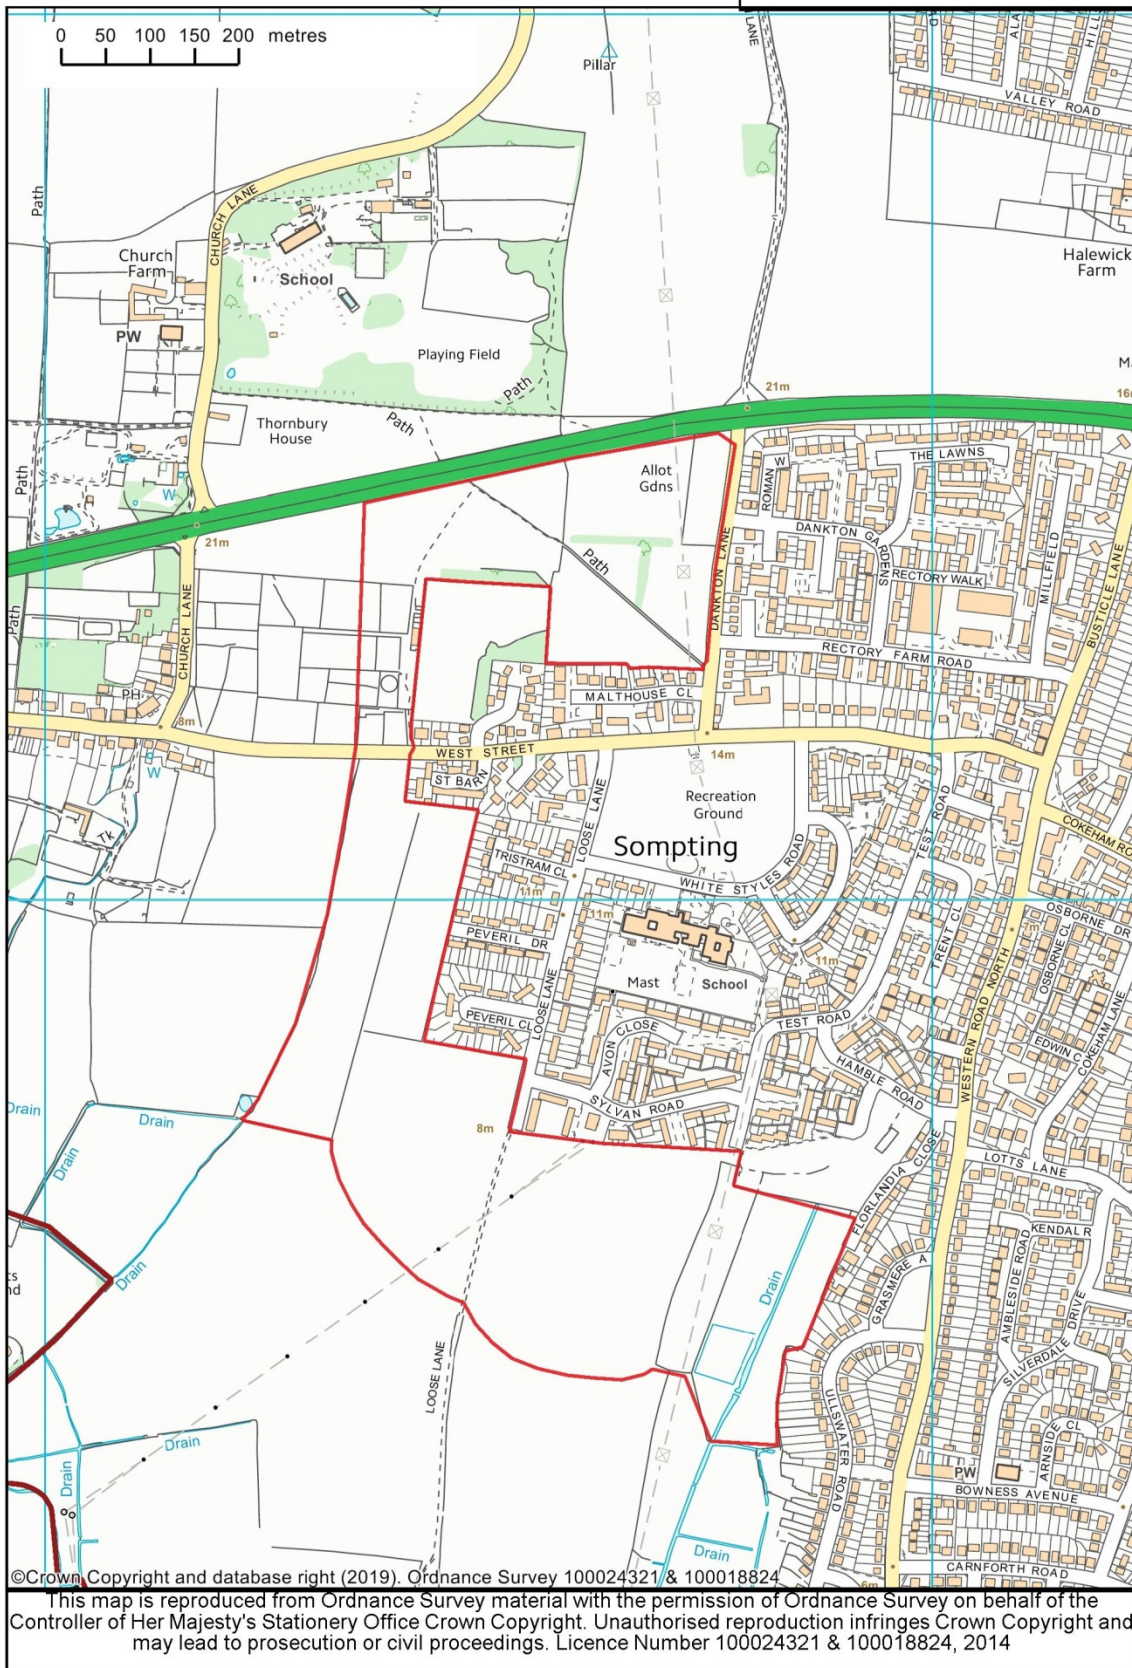 0 50 100 150 200 metres
Pillar
LANE
VALLEY ROAD
Path
CHURCH LANE
Church
Farm
School
PW
Halewick
Farm
Playing Field
Path
21m
Path
Thornbury
House
Path
W
21m
Allot
Gdns
ROMAN W
THE LAWNS
DANKTON GARDENS
RECTORY WALK
MILLFIELD
BUSTICLE LANE
Path
DANKTON LANE
RECTORY FARM ROAD
Path
CHURCH LANE
PH
8m
MALTHOUSE CL
WEST STREET
14m
W
ST BARN
LOOSE LANE
Recreation
Ground
TEST ROAD
Tk
Sompting
TRISTRAM CL
WHITE STYLES ROAD
11m
11m
OSBORNE DR
TRENT CL
OSBORNE CL
7m
PEVERIL DR
11m
Mast
School
COKEHAM LANE
LOOSE LANE
PEVERIL CL
AVON CLOSE
TEST ROAD
WESTERN ROAD NORTH
EDWIN C
HAMBLE ROAD
SYLVAN ROAD
Drain
Drain
8m
Drain
FLORLANDIA CLOSE
LOTTS LANE
KENDAL R
Drain
Drain
GRASMERE A
AMBLESIDE ROAD
SILVERDALE DRIVE
LOOSE LANE
ULLSWATER ROAD
ARNSIDE CL
Drain
Drain
PW
BOWNESS AVENUE
Drain
CARNFORTH ROAD
6m
©Crown Copyright and database right (2019). Ordnance Survey 100024321 & 100018824
This map is reproduced from Ordnance Survey material with the permission of Ordnance Survey on behalf of the
Controller of Her Majesty's Stationery Office Crown Copyright. Unauthorised reproduction infringes Crown Copyright and
may lead to prosecution or civil proceedings. Licence Number 100024321 & 100018824, 2014